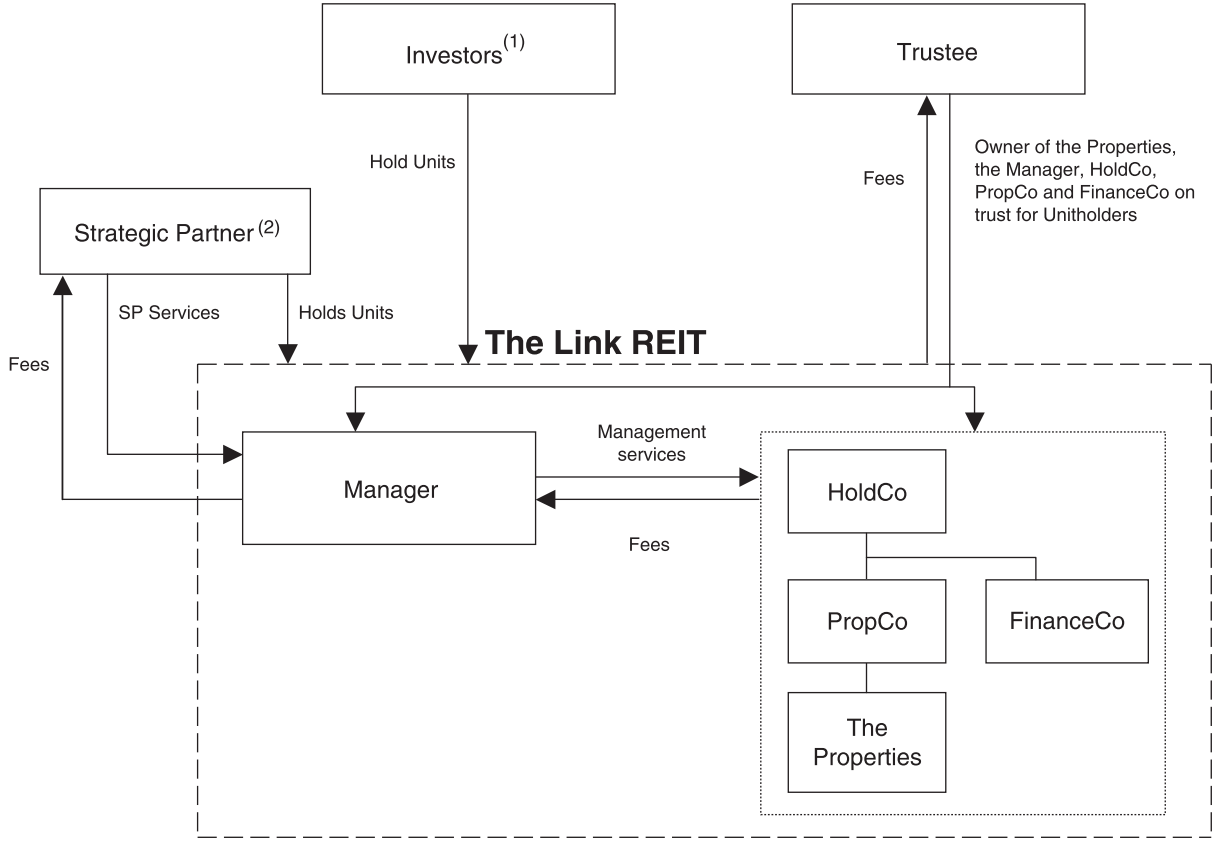 Investors(1)
Trustee
Hold Units
Fees
Owner of the Properties,
the Manager, HoldCo,
PropCo and FinanceCo on
trust for Unitholders
Strategic Partner(2)
SP Services
Holds Units
Fees
The Link REIT
Manager
Management
services
Fees
HoldCo
PropCo
FinanceCo
The
Properties